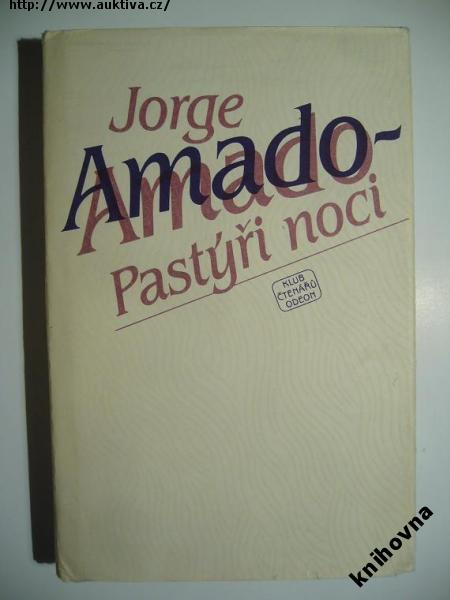 http://www.auktiva.cz/
Jorge
Amado-
Amado
Pastýři noci
KLUB
ČTENÁŘŮ
ODEON
knihovna